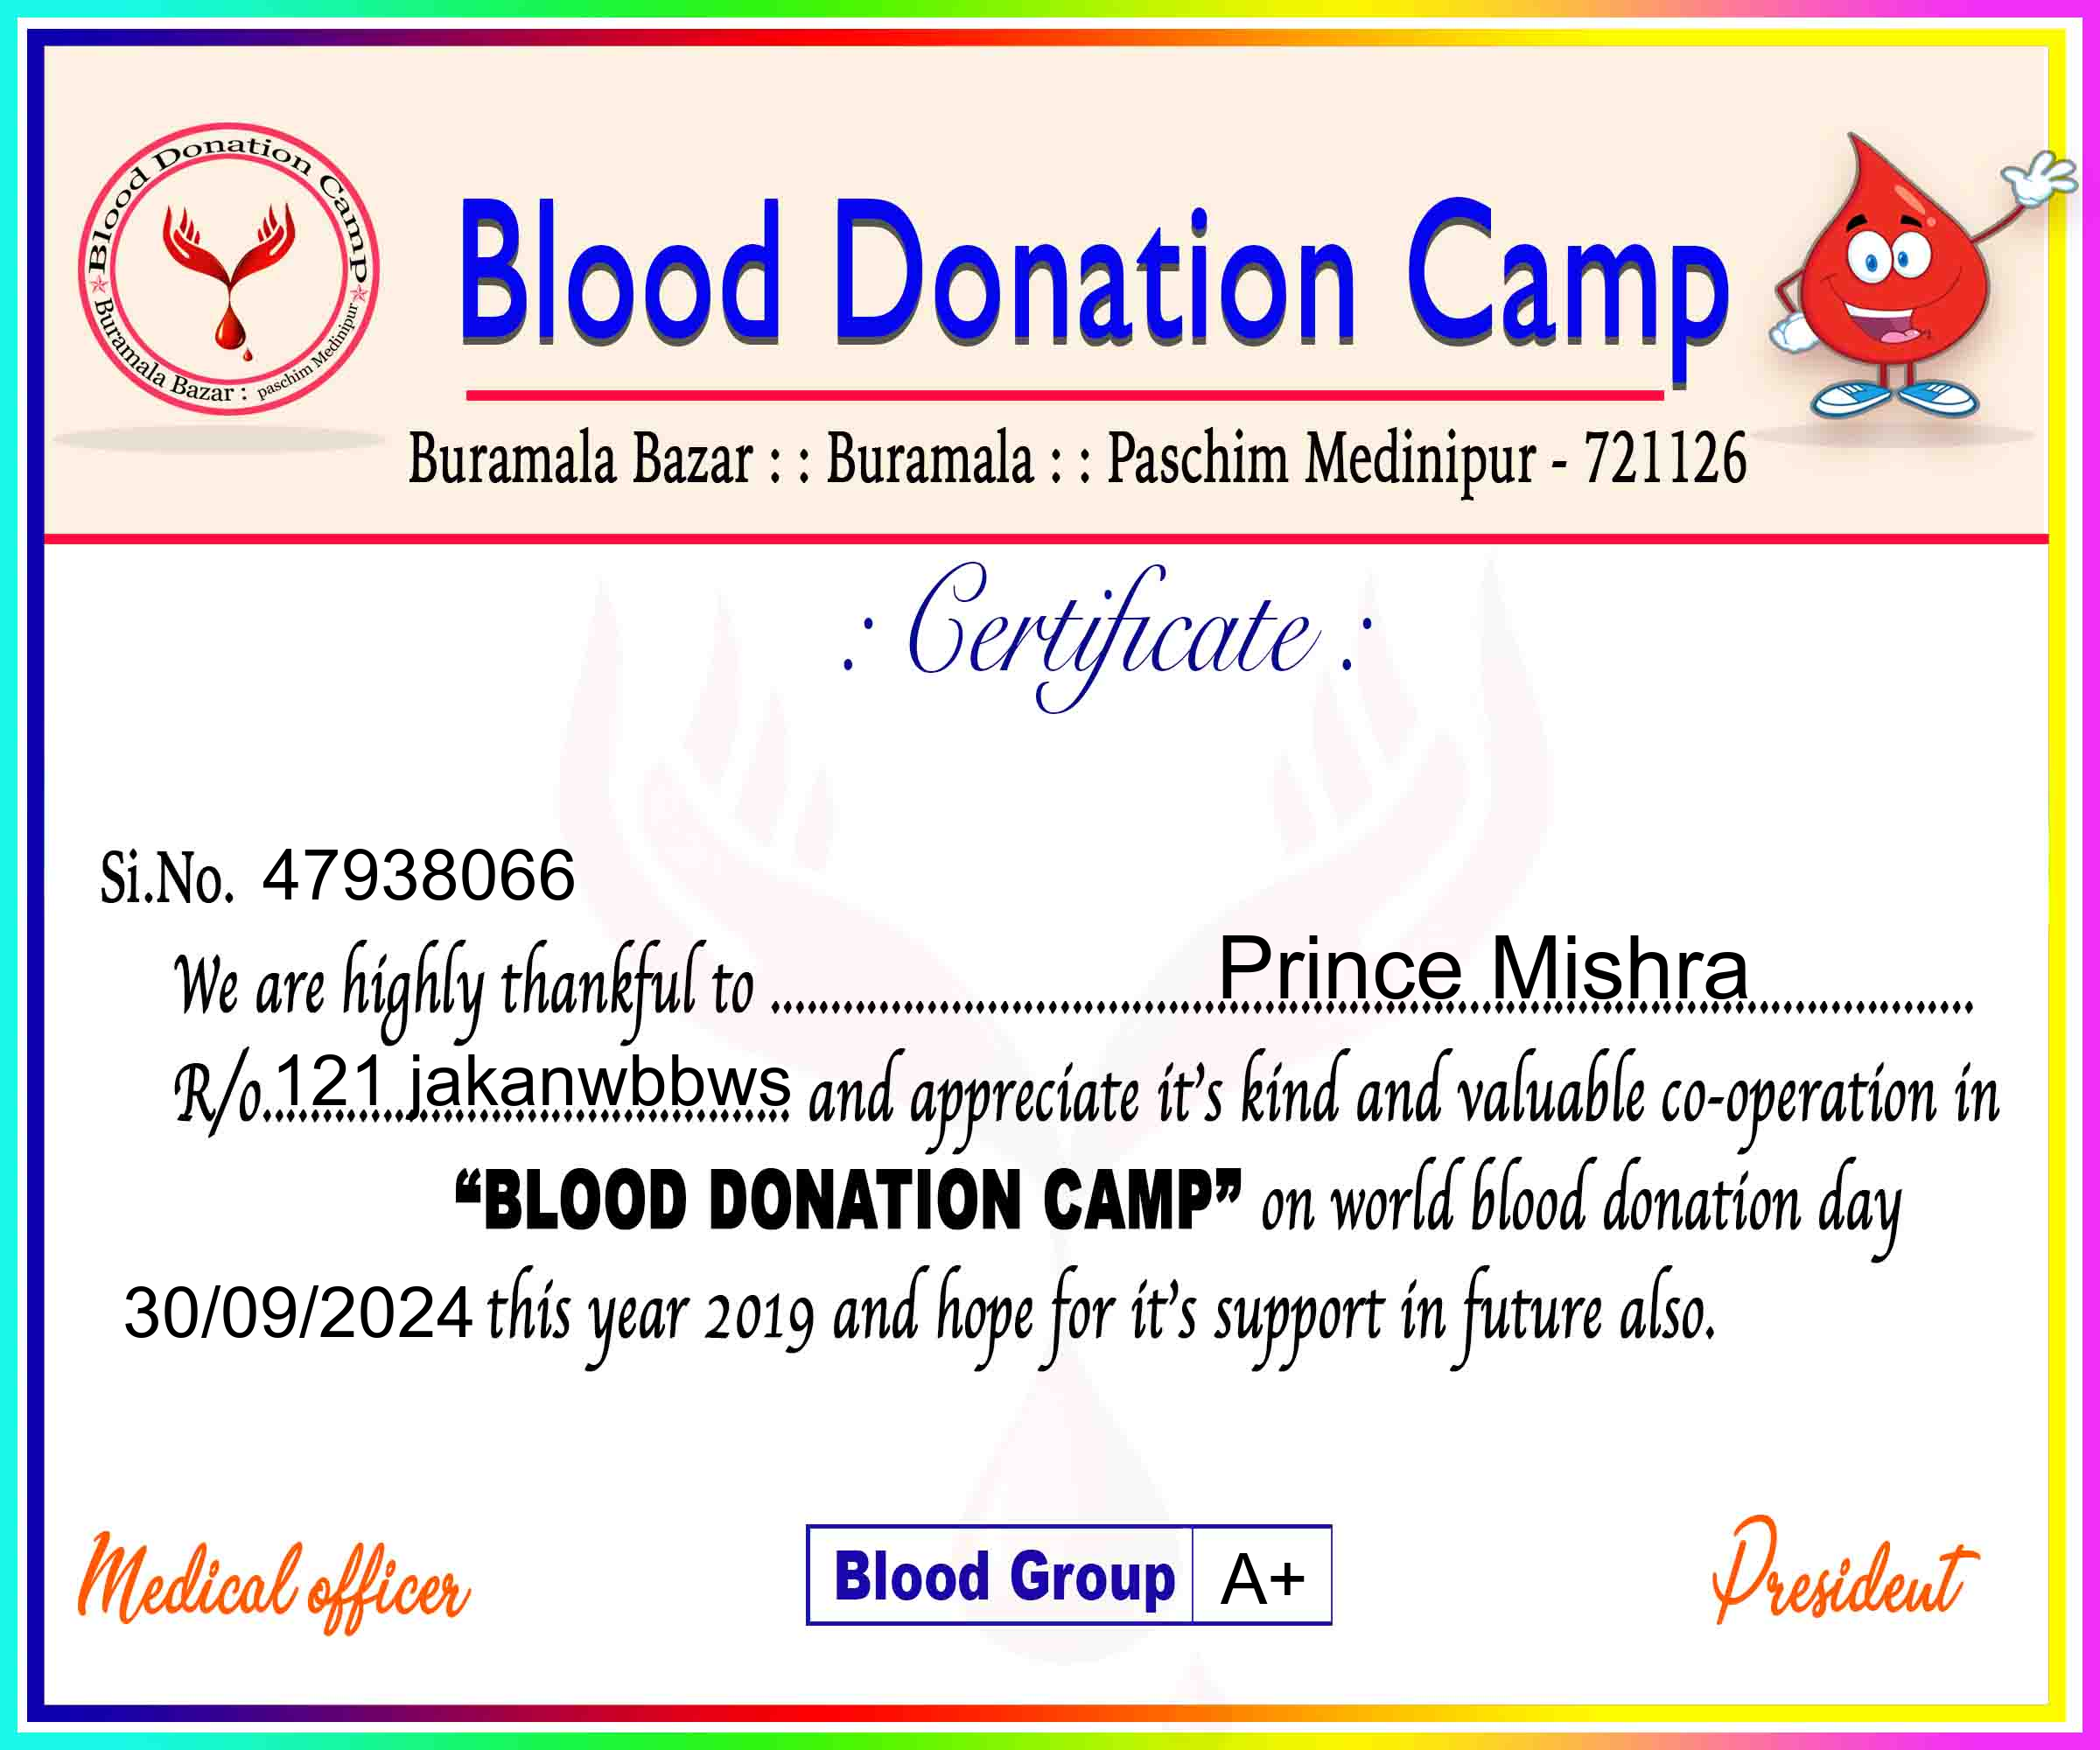 Blood Donation Camp
Buramala Bazar : paschim Medinipur
Blood Donation Camp
Buramala Bazar : : Buramala : : Paschim Medinipur - 721126
: Certificate :
Si.No. 47938066
We are highly thankful to ........................ Prince Mishra ........................
R/o. 121 jakanwbbws and appreciate it's kind and valuable co-operation in
“BLOOD DONATION CAMP” on world blood donation day
30/09/2024 this year 2019 and hope for it's support in future also.
Medical officer
Blood Group A+
President